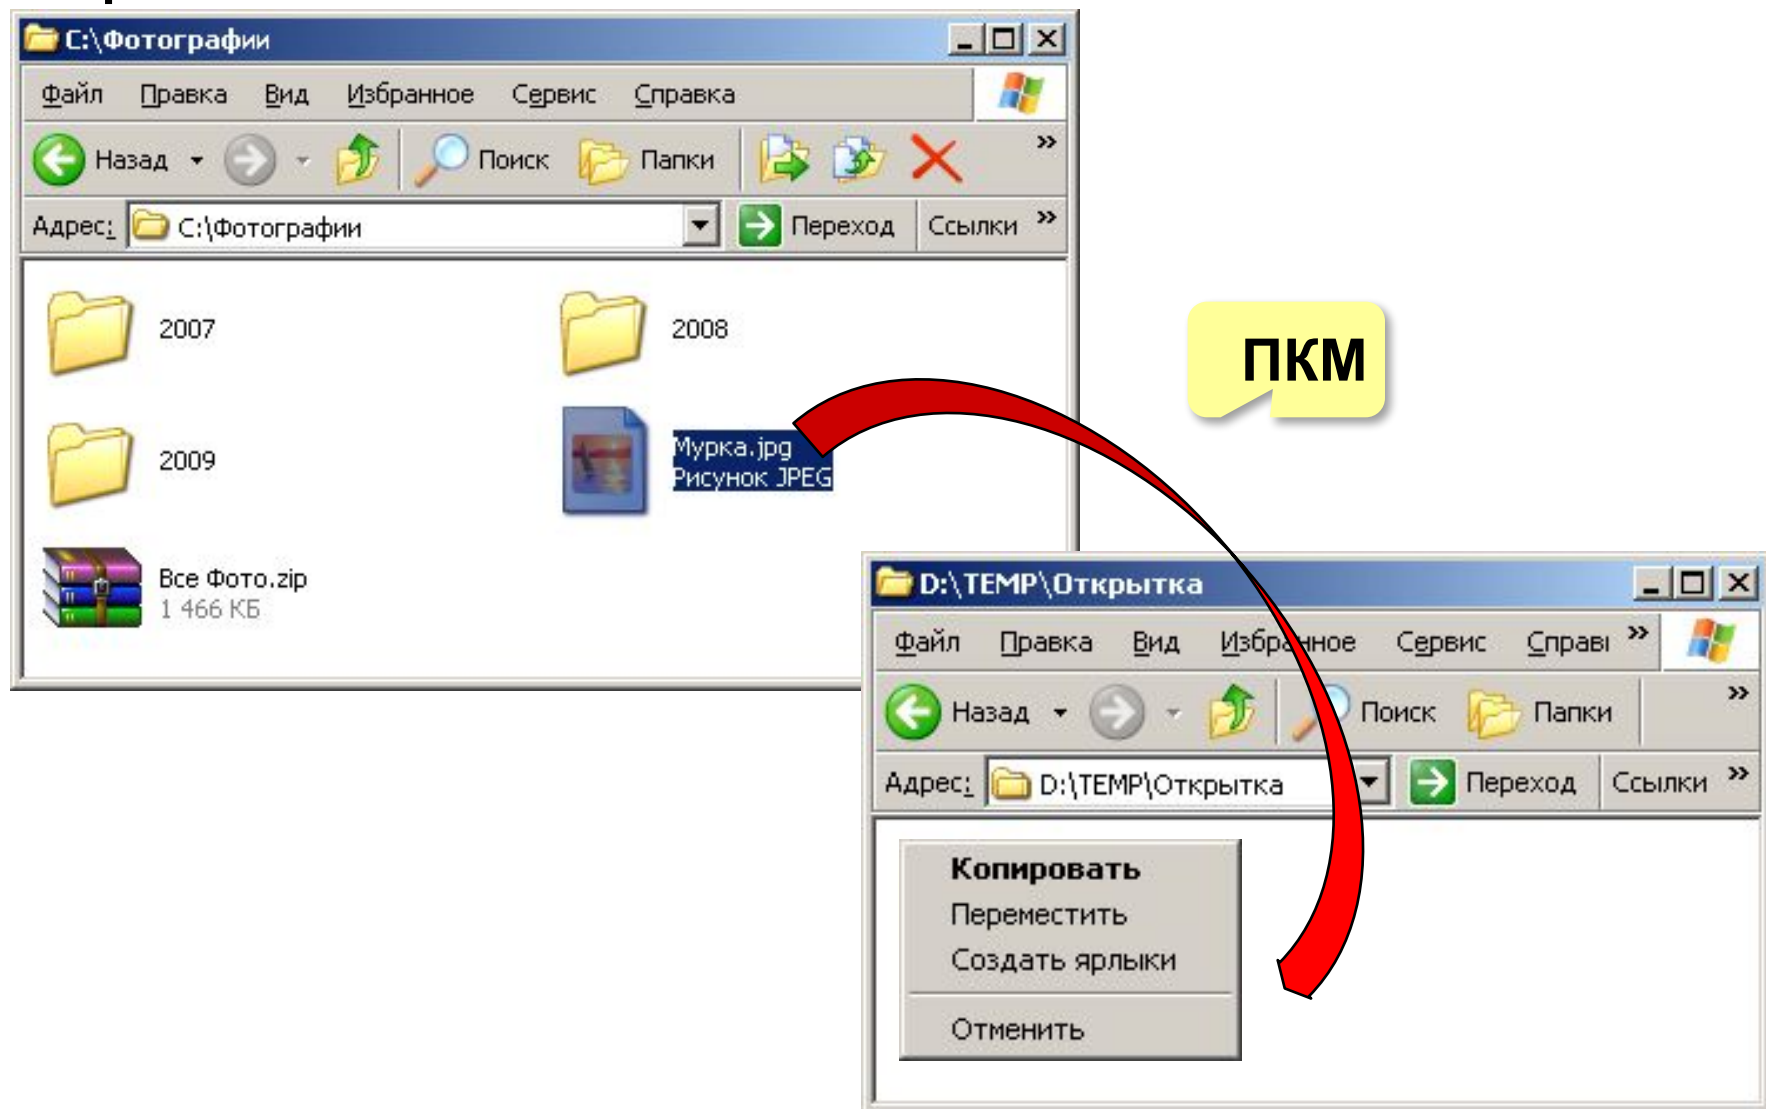 C:\Фотографии
Файл Правка Вид Избранное Сервис Справка
Назад Поиск Папки »
Адрес: C:\Фотографии Переход Ссылки »
2007 2008
2009
Мурка.jpg
Рисунок JPEG
Все Фото.zip
1 466 КБ
ПКМ
D:\TEMP\Открытка
Файл Правка Вид Избранное Сервис Справ »
Назад Поиск Папки »
Адрес: D:\TEMP\Открытка Переход Ссылки »
Копировать
Переместить
Создать ярлыки
Отменить